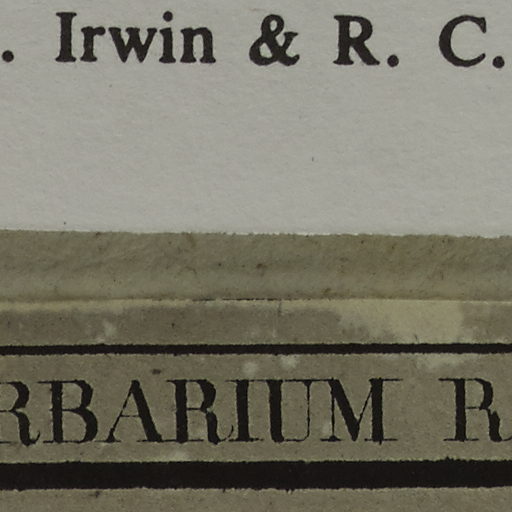 . Irwin & R. C.
RBARIUM R